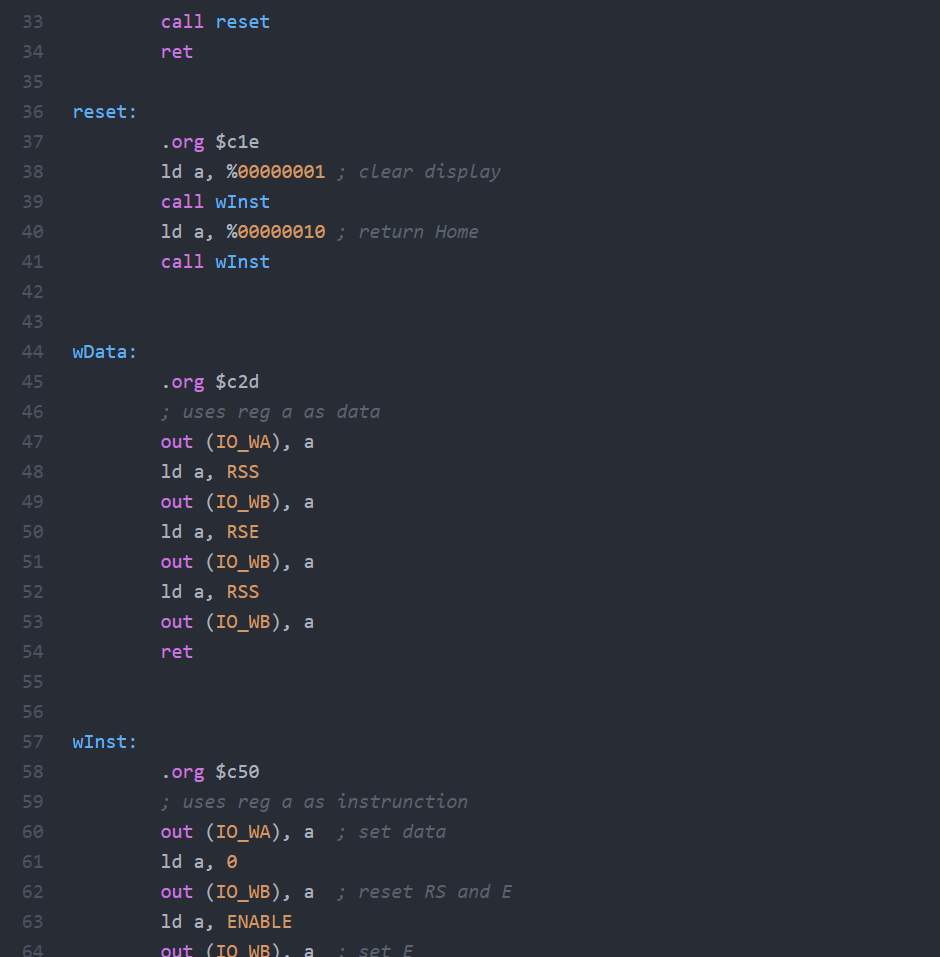 33 call reset
34 ret
35
36 reset:
37 .org $c1e
38 ld a, %00000001 ; clear display
39 call wInst
40 ld a, %00000010 ; return Home
41 call wInst
42
43
44 wData:
45 .org $c2d
46 ; uses reg a as data
47 out (IO_WA), a
48 ld a, RSS
49 out (IO_WB), a
50 ld a, RSE
51 out (IO_WB), a
52 ld a, RSS
53 out (IO_WB), a
54 ret
55
56
57 wInst:
58 .org $c50
59 ; uses reg a as instrunction
60 out (IO_WA), a ; set data
61 ld a, 0
62 out (IO_WB), a ; reset RS and E
63 ld a, ENABLE
64 out (IO_WB), a ; set E